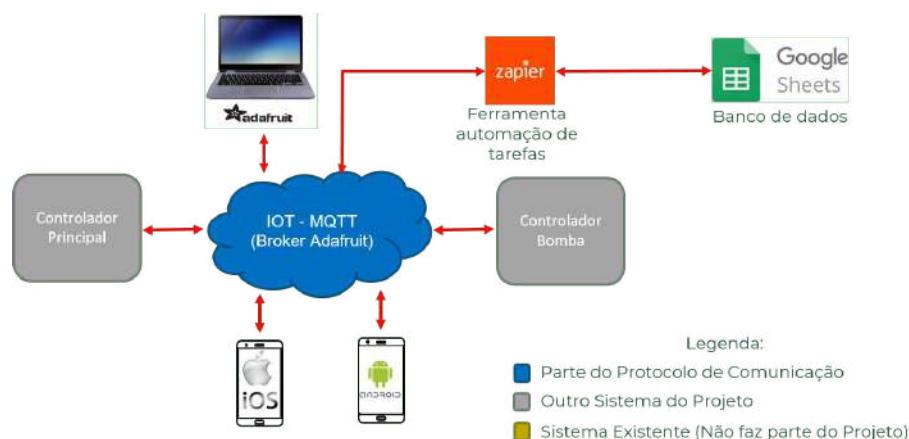 adafruit
zapier
Ferramenta
automação de
tarefas
Google
Sheets
Banco de dados
Controlador
Principal
IOT - MQTT
(Broker Adafruit)
Controlador
Bomba
iOS
ANDROID
Legenda:
Parte do Protocolo de Comunicação
Outro Sistema do Projeto
Sistema Existente (Não faz parte do Projeto)